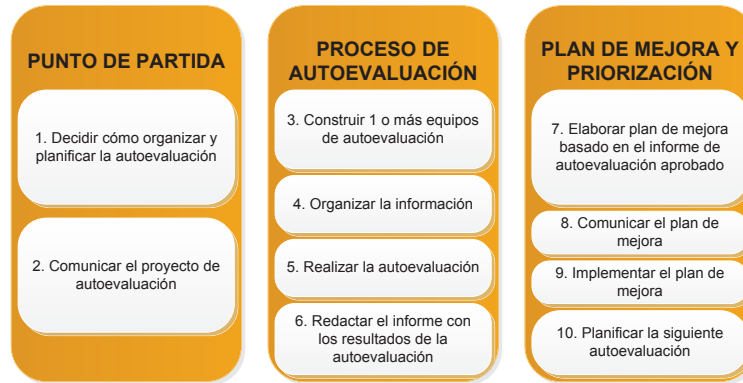 PUNTO DE PARTIDA
1. Decidir cómo organizar y
planificar la autoevaluación
2. Comunicar el proyecto de
autoevaluación
PROCESO DE
AUTOEVALUACIÓN
3. Construir 1 o más equipos
de autoevaluación
4. Organizar la información
5. Realizar la autoevaluación
6. Redactar el informe con
los resultados de la
autoevaluación
PLAN DE MEJORA Y
PRIORIZACIÓN
7. Elaborar plan de mejora
basado en el informe de
autoevaluación aprobado
8. Comunicar el plan de
mejora
9. Implementar el plan de
mejora
10. Planificar la siguiente
autoevaluación